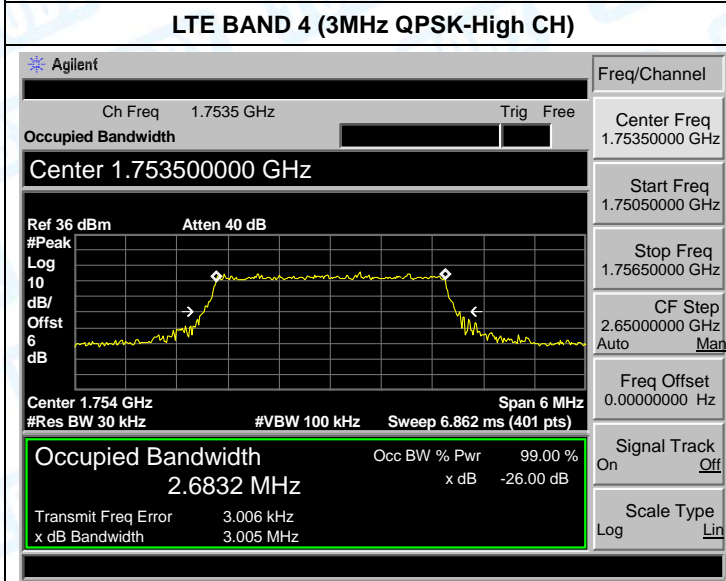 LTE BAND 4 (3MHz QPSK-High CH)
Agilent
Freq/Channel
Ch Freq 1.7535 GHz Trig Free
Occupied Bandwidth
Center 1.753500000 GHz
Center Freq
1.75350000 GHz
Start Freq
1.75050000 GHz
Stop Freq
1.75650000 GHz
CF Step
2.65000000 GHz
Auto Man
Freq Offset
0.00000000 Hz
Signal Track
On Off
Scale Type
Log Lin
Ref 36 dBm Atten 40 dB
#Peak
Log
10
dB/
Offst
6
dB
Center 1.754 GHz Span 6 MHz
#Res BW 30 kHz #VBW 100 kHz Sweep 6.862 ms (401 pts)
Occupied Bandwidth Occ BW % Pwr 99.00 %
2.6832 MHz x dB -26.00 dB
Transmit Freq Error 3.006 kHz
x dB Bandwidth 3.005 MHz